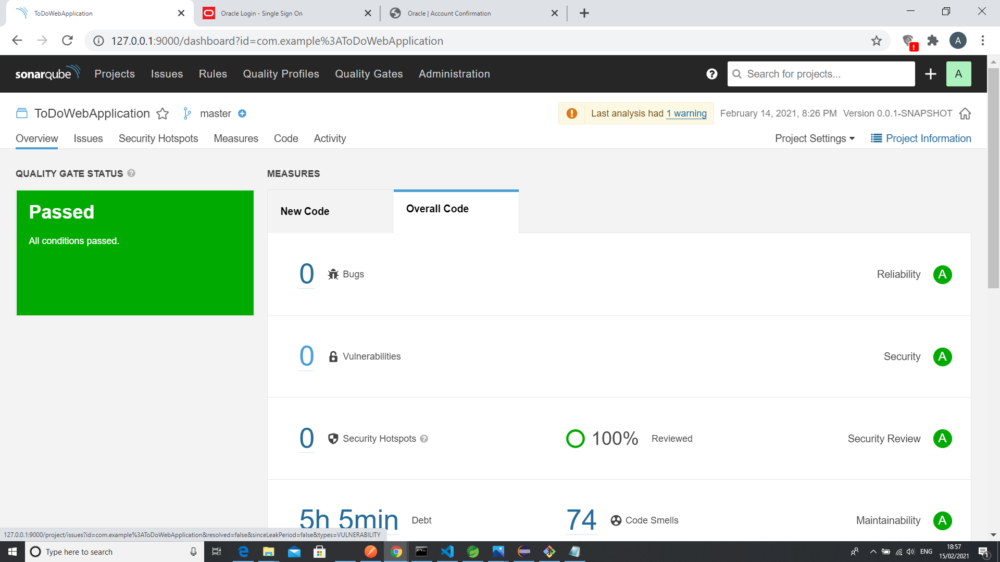 ToDoWebApplication
Oracle Login - Single Sign On
Oracle | Account Confirmation
127.0.0.1:9000/dashboard?id=com.example%3AToDoWebApplication
A
!
sonarqube
Projects
Issues
Rules
Quality Profiles
Quality Gates
Administration
Search for projects...
A
ToDoWebApplication
master
Last analysis had 1 warning
February 14, 2021, 8:26 PM
Version 0.0.1-SNAPSHOT
Overview
Issues
Security Hotspots
Measures
Code
Activity
Project Settings
Project Information
QUALITY GATE STATUS
MEASURES
Passed
All conditions passed.
New Code
Overall Code
0 Bugs
Reliability A
0 Vulnerabilities
Security A
0 Security Hotspots
100% Reviewed
Security Review A
5h 5min Debt
74 Code Smells
Maintainability A
127.0.0.1:9000/project/issues?id=com.example%3AToDoWebApplication&resolved=false&sinceLeakPeriod=false&types=VULNERABILITY
Type here to search
ENG
18:57
15/02/2021
1